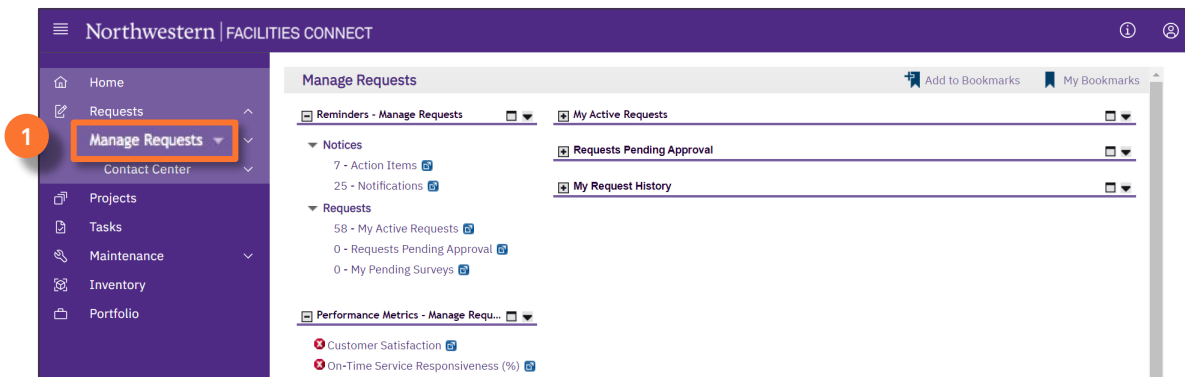 Northwestern | FACILITIES CONNECT
Home
Requests
1
Manage Requests
Contact Center
Projects
Tasks
Maintenance
Inventory
Portfolio
Manage Requests
Add to Bookmarks
My Bookmarks
Reminders - Manage Requests
Notices
7 - Action Items
25 - Notifications
Requests
58 - My Active Requests
0 - Requests Pending Approval
0 - My Pending Surveys
Performance Metrics - Manage Requ...
Customer Satisfaction
On-Time Service Responsiveness (%)
My Active Requests
Requests Pending Approval
My Request History